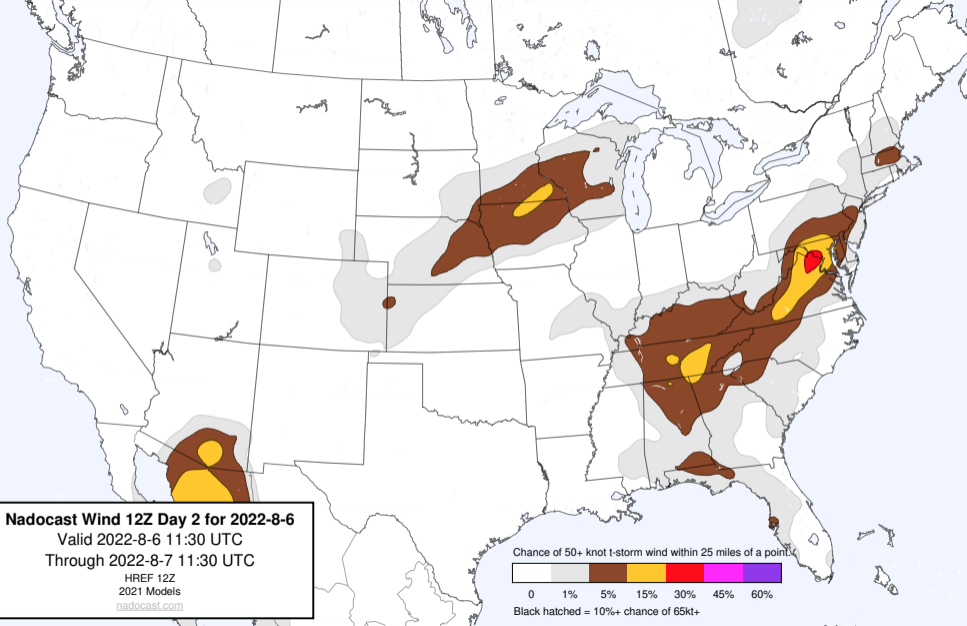 Nadocast Wind 12Z Day 2 for 2022-8-6
Valid 2022-8-6 11:30 UTC
Through 2022-8-7 11:30 UTC
HREF 12Z
2021 Models
nadocast.com
Chance of 50+ knot t-storm wind within 25 miles of a point.
0 1% 5% 15% 30% 45% 60%
Black hatched = 10%+ chance of 65kt+